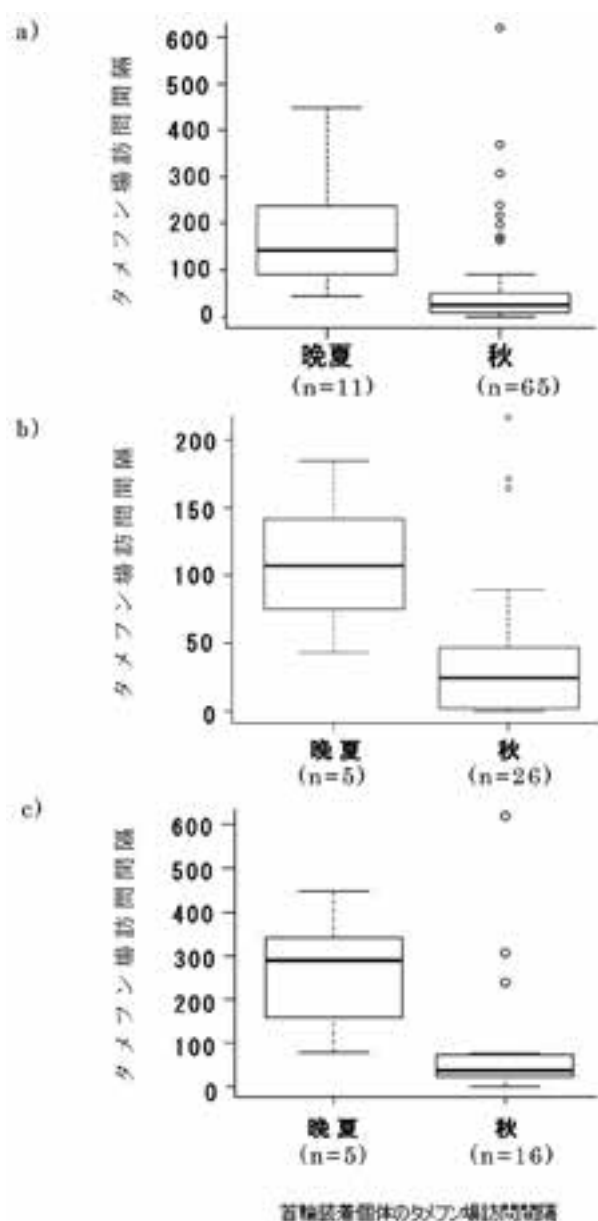 a)
タメフン場訪問間隔
600
500
400
300
200
100
0
晩夏
秋
(n=11)
(n=65)
b)
タメフン場訪問間隔
200
150
100
50
0
晩夏
秋
(n=5)
(n=26)
c)
タメフン場訪問間隔
600
500
400
300
200
100
0
晩夏
秋
(n=5)
(n=16)
首輪装着個体のタメフン場訪問間隔